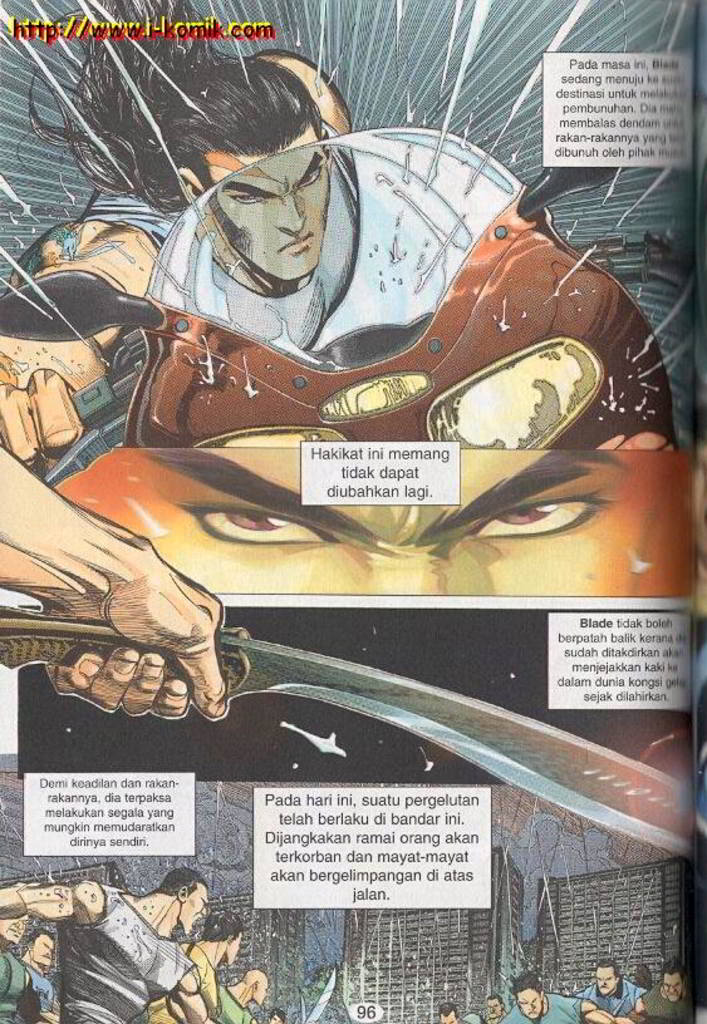 http://www.i-komik.com
Pada masa ini, Blade
sedang menuju ke
destinasi untuk
pembunuhan. Dia
membalas dendam
rakan-rakannya yang
dibunuh oleh pihak
Hakikat ini memang
tidak dapat
diubahkan lagi.
Blade tidak boleh
berpatah balik kerana
sudah ditakdirkan akan
menjejakkan kaki ke
dalam dunia kongsi
sejak dilahirkan.
Demi keadilan dan rakan-
rakannya, dia terpaksa
melakukan segala yang
mungkin memudaratkan
dirinya sendiri.
Pada hari ini, suatu pergelutan
telah berlaku di bandar ini.
Dijangkakan ramai orang akan
terkorban dan mayat-mayat
akan bergelimpangan di atas
jalan.
96